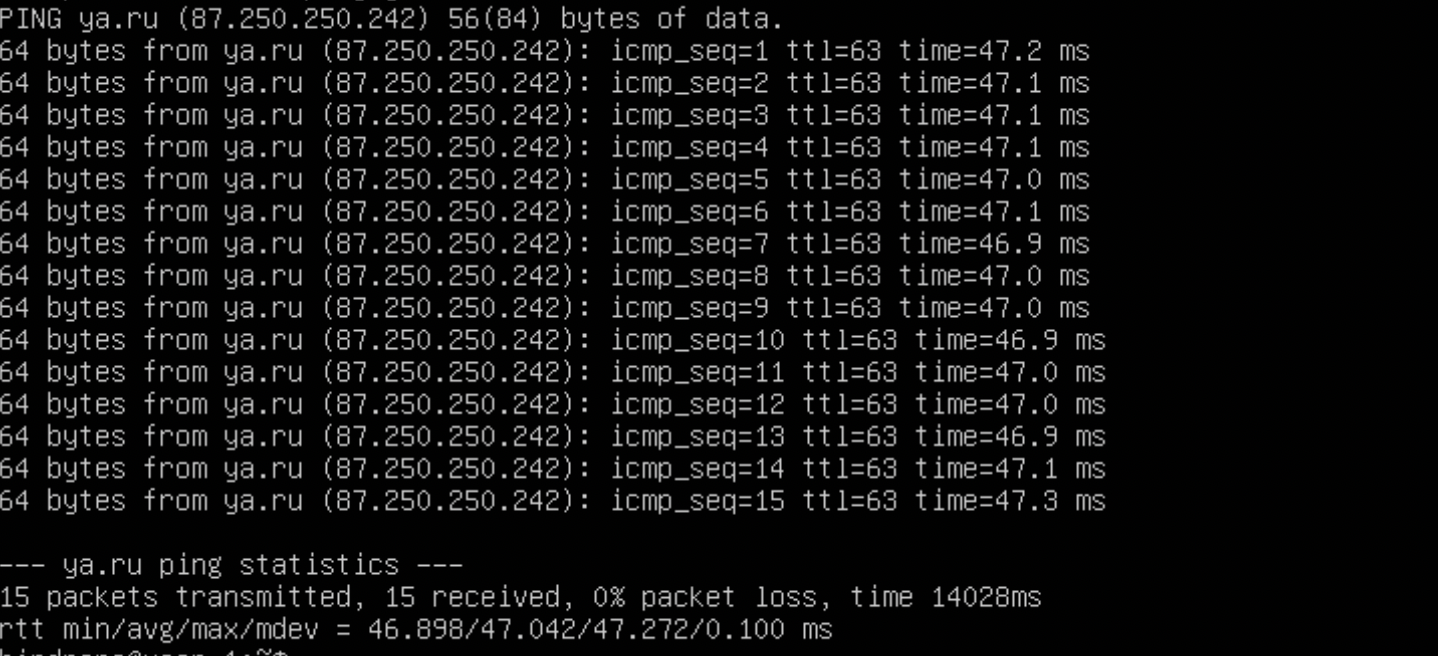 PING ya.ru (87.250.250.242) 56(84) bytes of data.
64 bytes from ya.ru (87.250.250.242): icmp_seq=1 ttl=63 time=47.2 ms
64 bytes from ya.ru (87.250.250.242): icmp_seq=2 ttl=63 time=47.1 ms
64 bytes from ya.ru (87.250.250.242): icmp_seq=3 ttl=63 time=47.1 ms
64 bytes from ya.ru (87.250.250.242): icmp_seq=4 ttl=63 time=47.1 ms
64 bytes from ya.ru (87.250.250.242): icmp_seq=5 ttl=63 time=47.0 ms
64 bytes from ya.ru (87.250.250.242): icmp_seq=6 ttl=63 time=47.1 ms
64 bytes from ya.ru (87.250.250.242): icmp_seq=7 ttl=63 time=46.9 ms
64 bytes from ya.ru (87.250.250.242): icmp_seq=8 ttl=63 time=47.0 ms
64 bytes from ya.ru (87.250.250.242): icmp_seq=9 ttl=63 time=47.0 ms
64 bytes from ya.ru (87.250.250.242): icmp_seq=10 ttl=63 time=46.9 ms
64 bytes from ya.ru (87.250.250.242): icmp_seq=11 ttl=63 time=47.0 ms
64 bytes from ya.ru (87.250.250.242): icmp_seq=12 ttl=63 time=47.0 ms
64 bytes from ya.ru (87.250.250.242): icmp_seq=13 ttl=63 time=46.9 ms
64 bytes from ya.ru (87.250.250.242): icmp_seq=14 ttl=63 time=47.1 ms
64 bytes from ya.ru (87.250.250.242): icmp_seq=15 ttl=63 time=47.3 ms
--- ya.ru ping statistics ---
15 packets transmitted, 15 received, 0% packet loss, time 14028ms
rtt min/avg/max/mdev = 46.898/47.042/47.272/0.100 ms